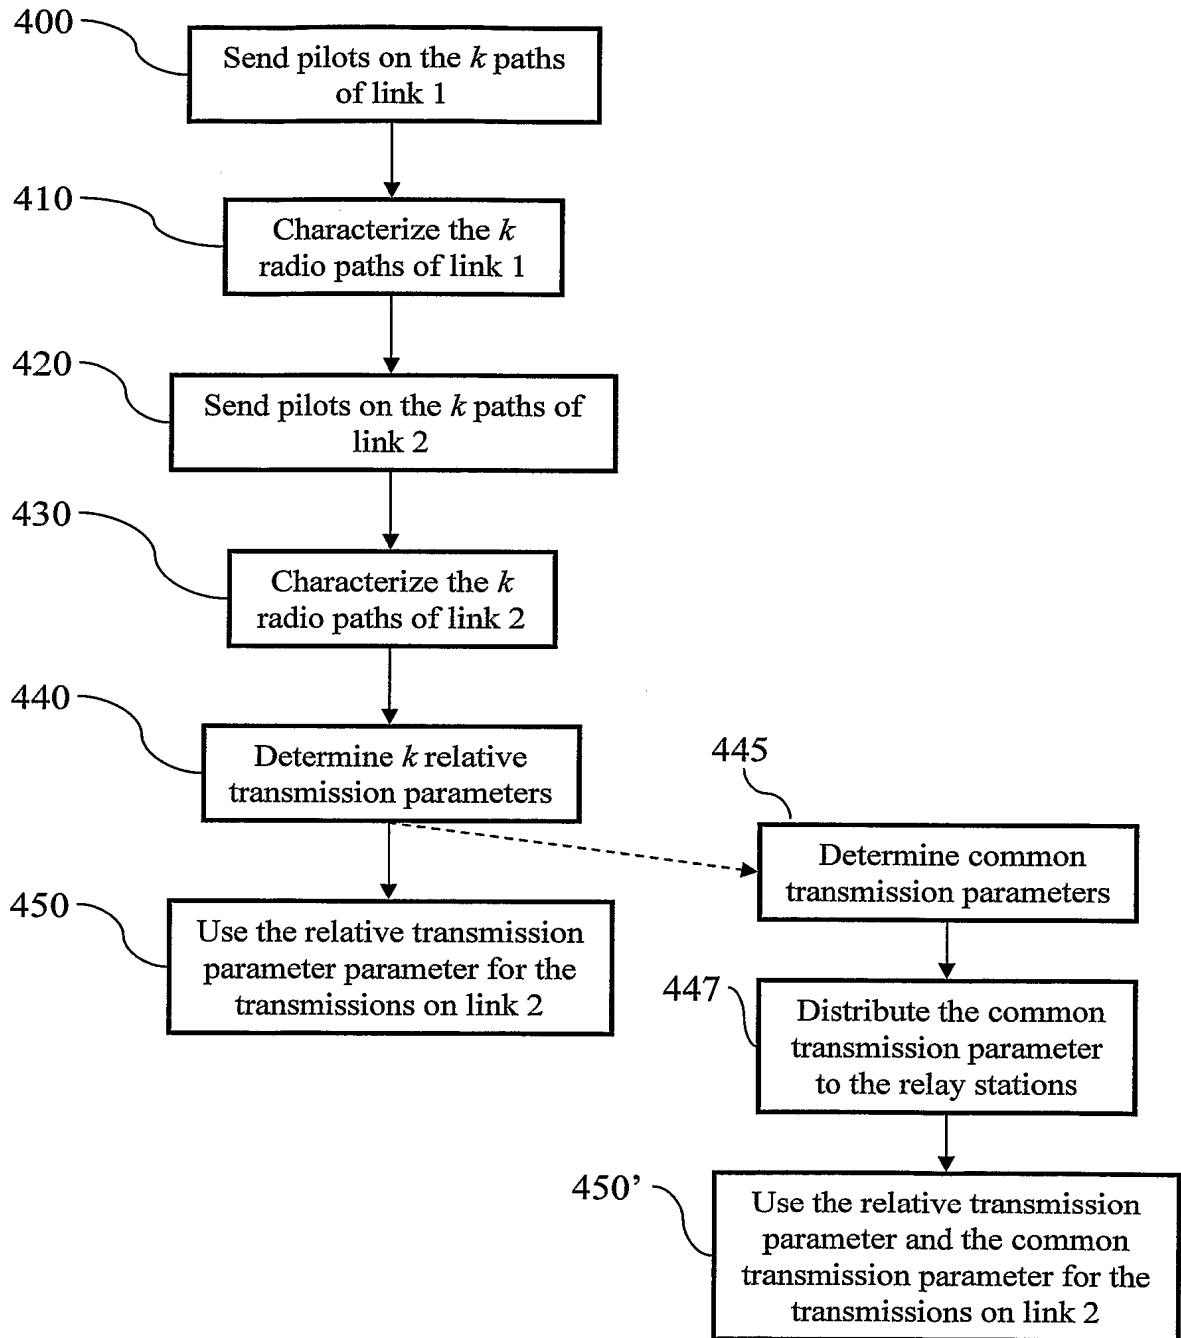 400
Send pilots on the k paths
of link 1
410
Characterize the k
radio paths of link 1
420
Send pilots on the k paths of
link 2
430
Characterize the k
radio paths of link 2
440
Determine k relative
transmission parameters
445
Determine common
transmission parameters
450
Use the relative transmission
parameter parameter for the
transmissions on link 2
447
Distribute the common
transmission parameter
to the relay stations
450’
Use the relative transmission
parameter and the common
transmission parameter for the
transmissions on link 2